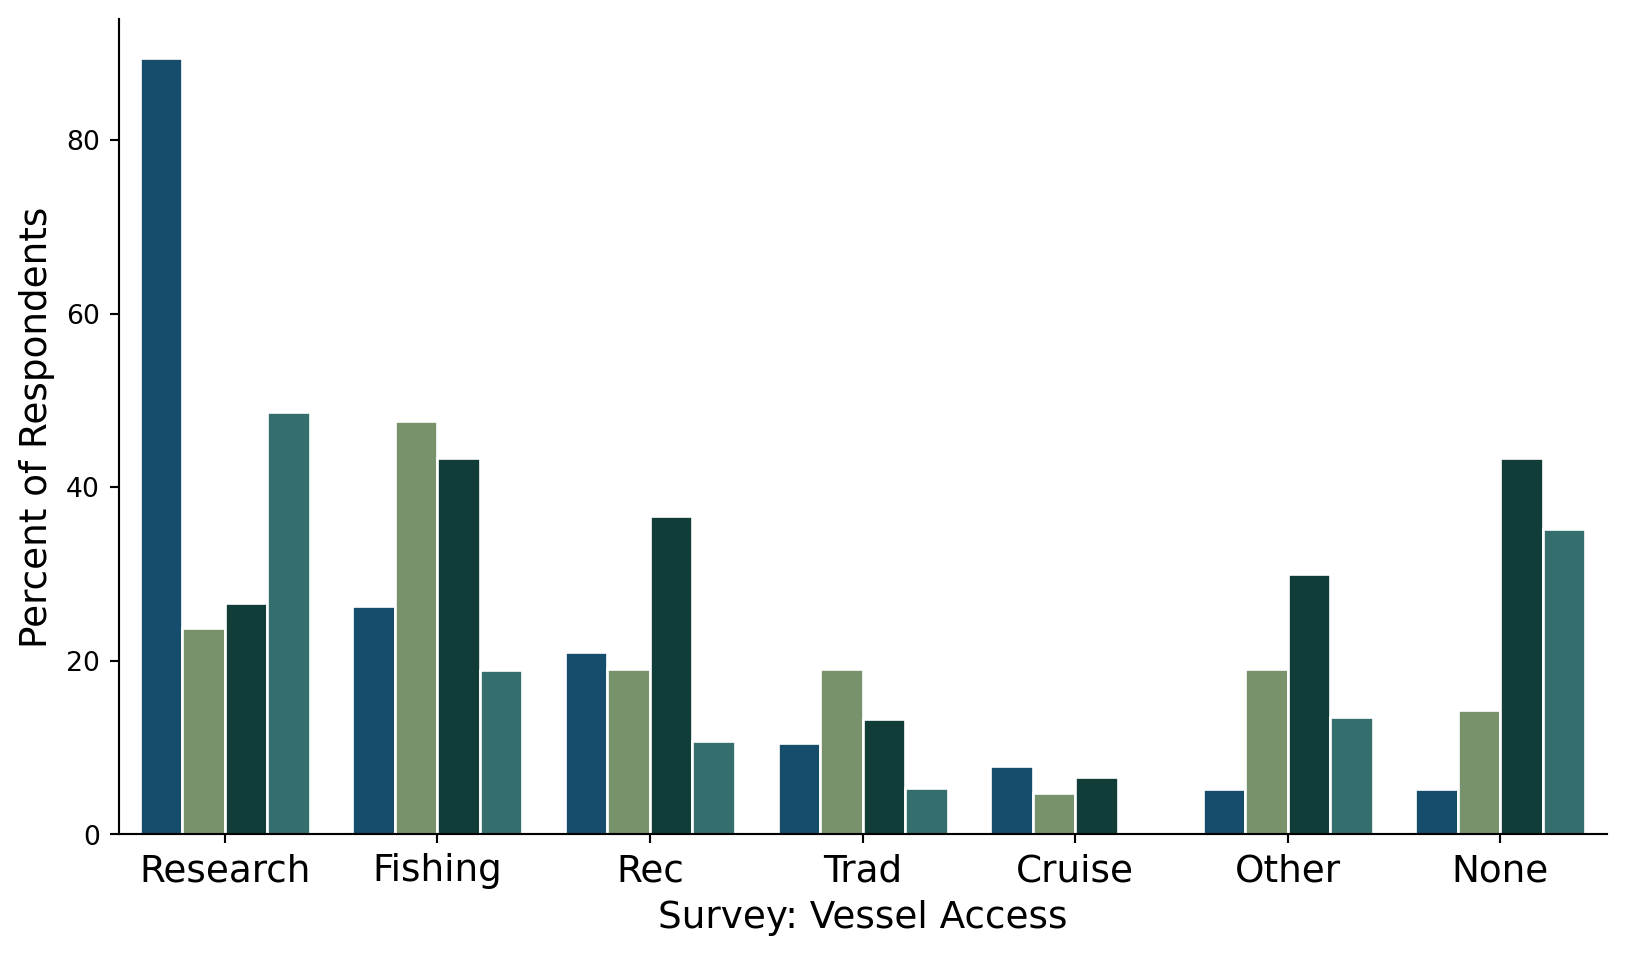 Percent of Respondents
80
60
40
20
0
Research Fishing Rec Trad Cruise Other None
Survey: Vessel Access